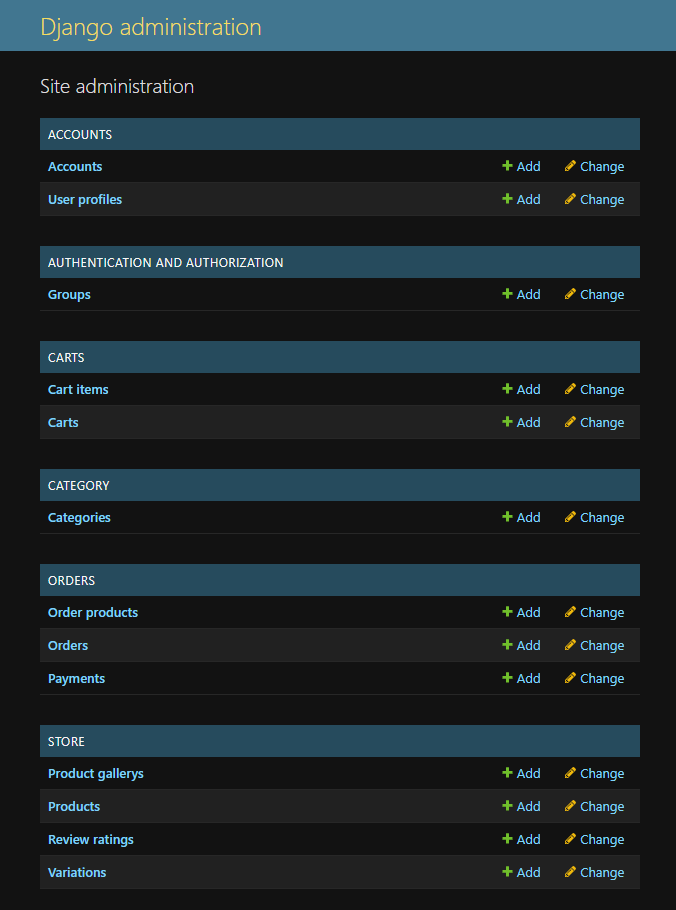 Django administration
Site administration
ACCOUNTS
Accounts Add Change
User profiles Add Change
AUTHENTICATION AND AUTHORIZATION
Groups Add Change
CARTS
Cart items Add Change
Carts Add Change
CATEGORY
Categories Add Change
ORDERS
Order products Add Change
Orders Add Change
Payments Add Change
STORE
Product gallerys Add Change
Products Add Change
Review ratings Add Change
Variations Add Change